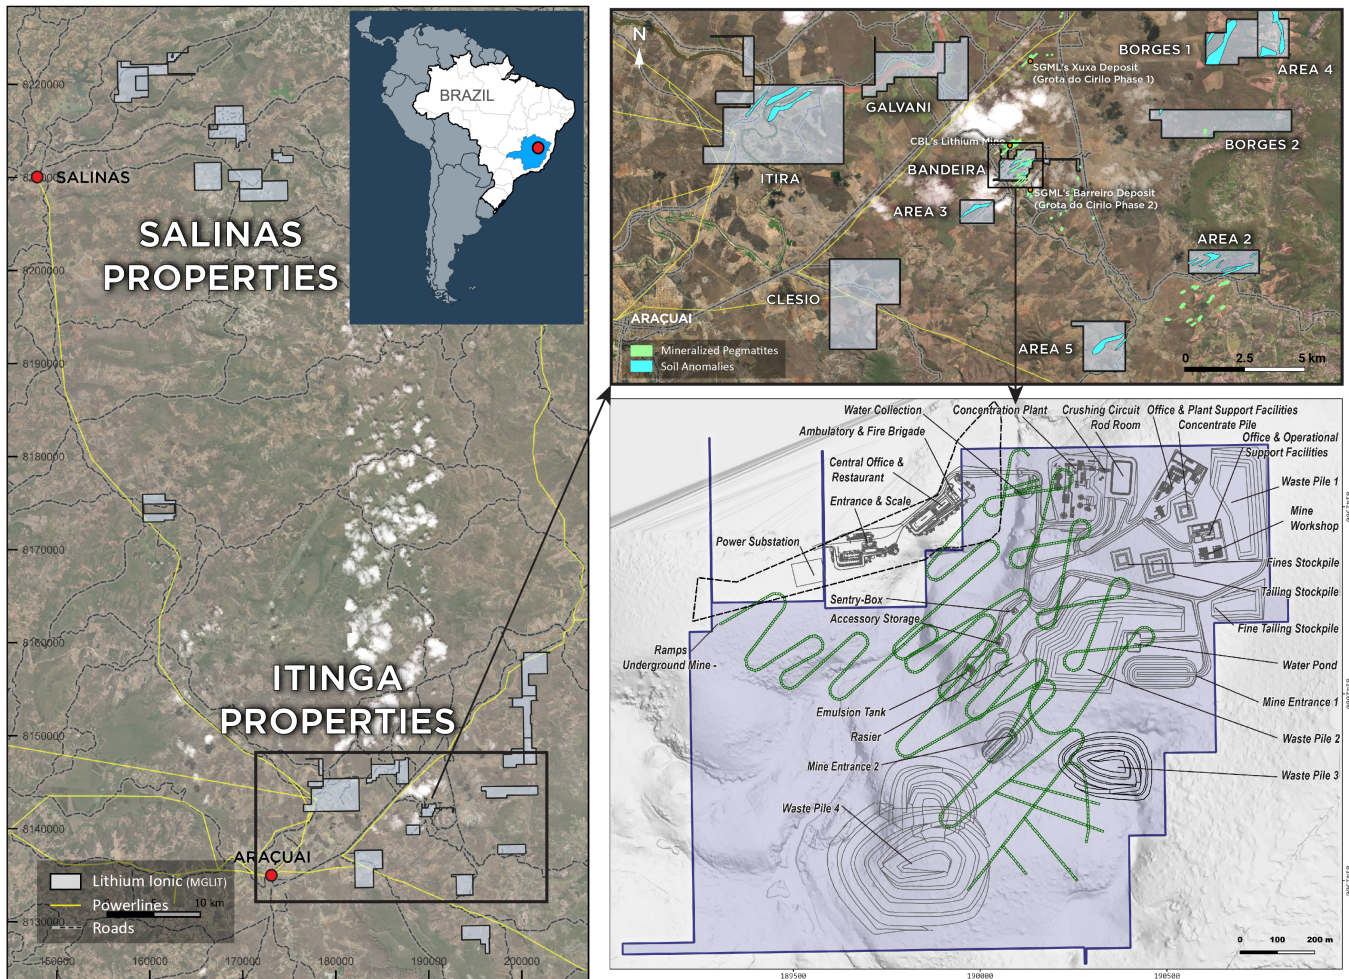 BRAZIL
8220000
SALINAS
SALINAS
PROPERTIES
8200000
8190000
8180000
8170000
8160000
ITINGA
PROPERTIES
8150000
8140000
ARAÇUAI
Lithium Ionic (MGLIT)
Powerlines
10 km
Roads
8130000
150000
160000
170000
180000
190000
200000
N
BORGES 1
AREA 4
SGML's Xuxa Deposit
(Grota do Cirilo Phase 1)
GALVANI
CBL's Lithium Mine
BORGES 2
BANDEIRA
ITIRA
SGML's Barreiro Deposit
(Grota do Cirilo Phase 2)
AREA 3
AREA 2
CLESIO
ARAÇUAI
AREA 5
Mineralized Pegmatites
Soil Anomalies
0 2.5 5 km
Water Collection
Concentration Plant
Crushing Circuit
Rod Room
Office & Plant Support Facilities
Concentrate Pile
Ambulatory & Fire Brigade
Office & Operational
Support Facilities
Central Office &
Restaurant
Waste Pile 1
Entrance & Scale
Mine
Workshop
Power Substation
Fines Stockpile
Tailing Stockpile
Sentry-Box
Accessory Storage
Fine Tailing Stockpile
Ramps
Underground Mine -
Water Pond
Mine Entrance 1
Emulsion Tank
Rasier
Waste Pile 2
Mine Entrance 2
Waste Pile 3
Waste Pile 4
0 100 200 m
189500
190000
190500